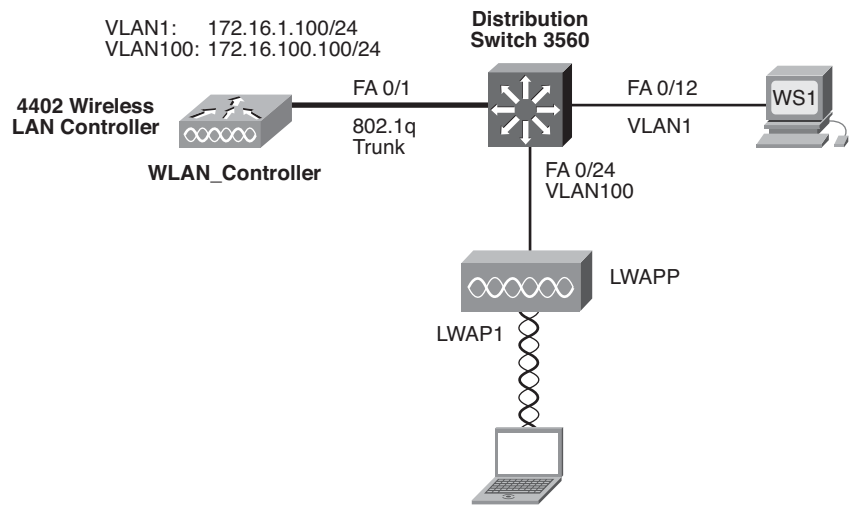 VLAN1: 172.16.1.100/24
VLAN100: 172.16.100.100/24
Distribution
Switch 3560
4402 Wireless
LAN Controller
WLAN_Controller
FA 0/1
802.1q
Trunk
FA 0/12
VLAN1
WS1
FA 0/24
VLAN100
LWAPP
LWAP1